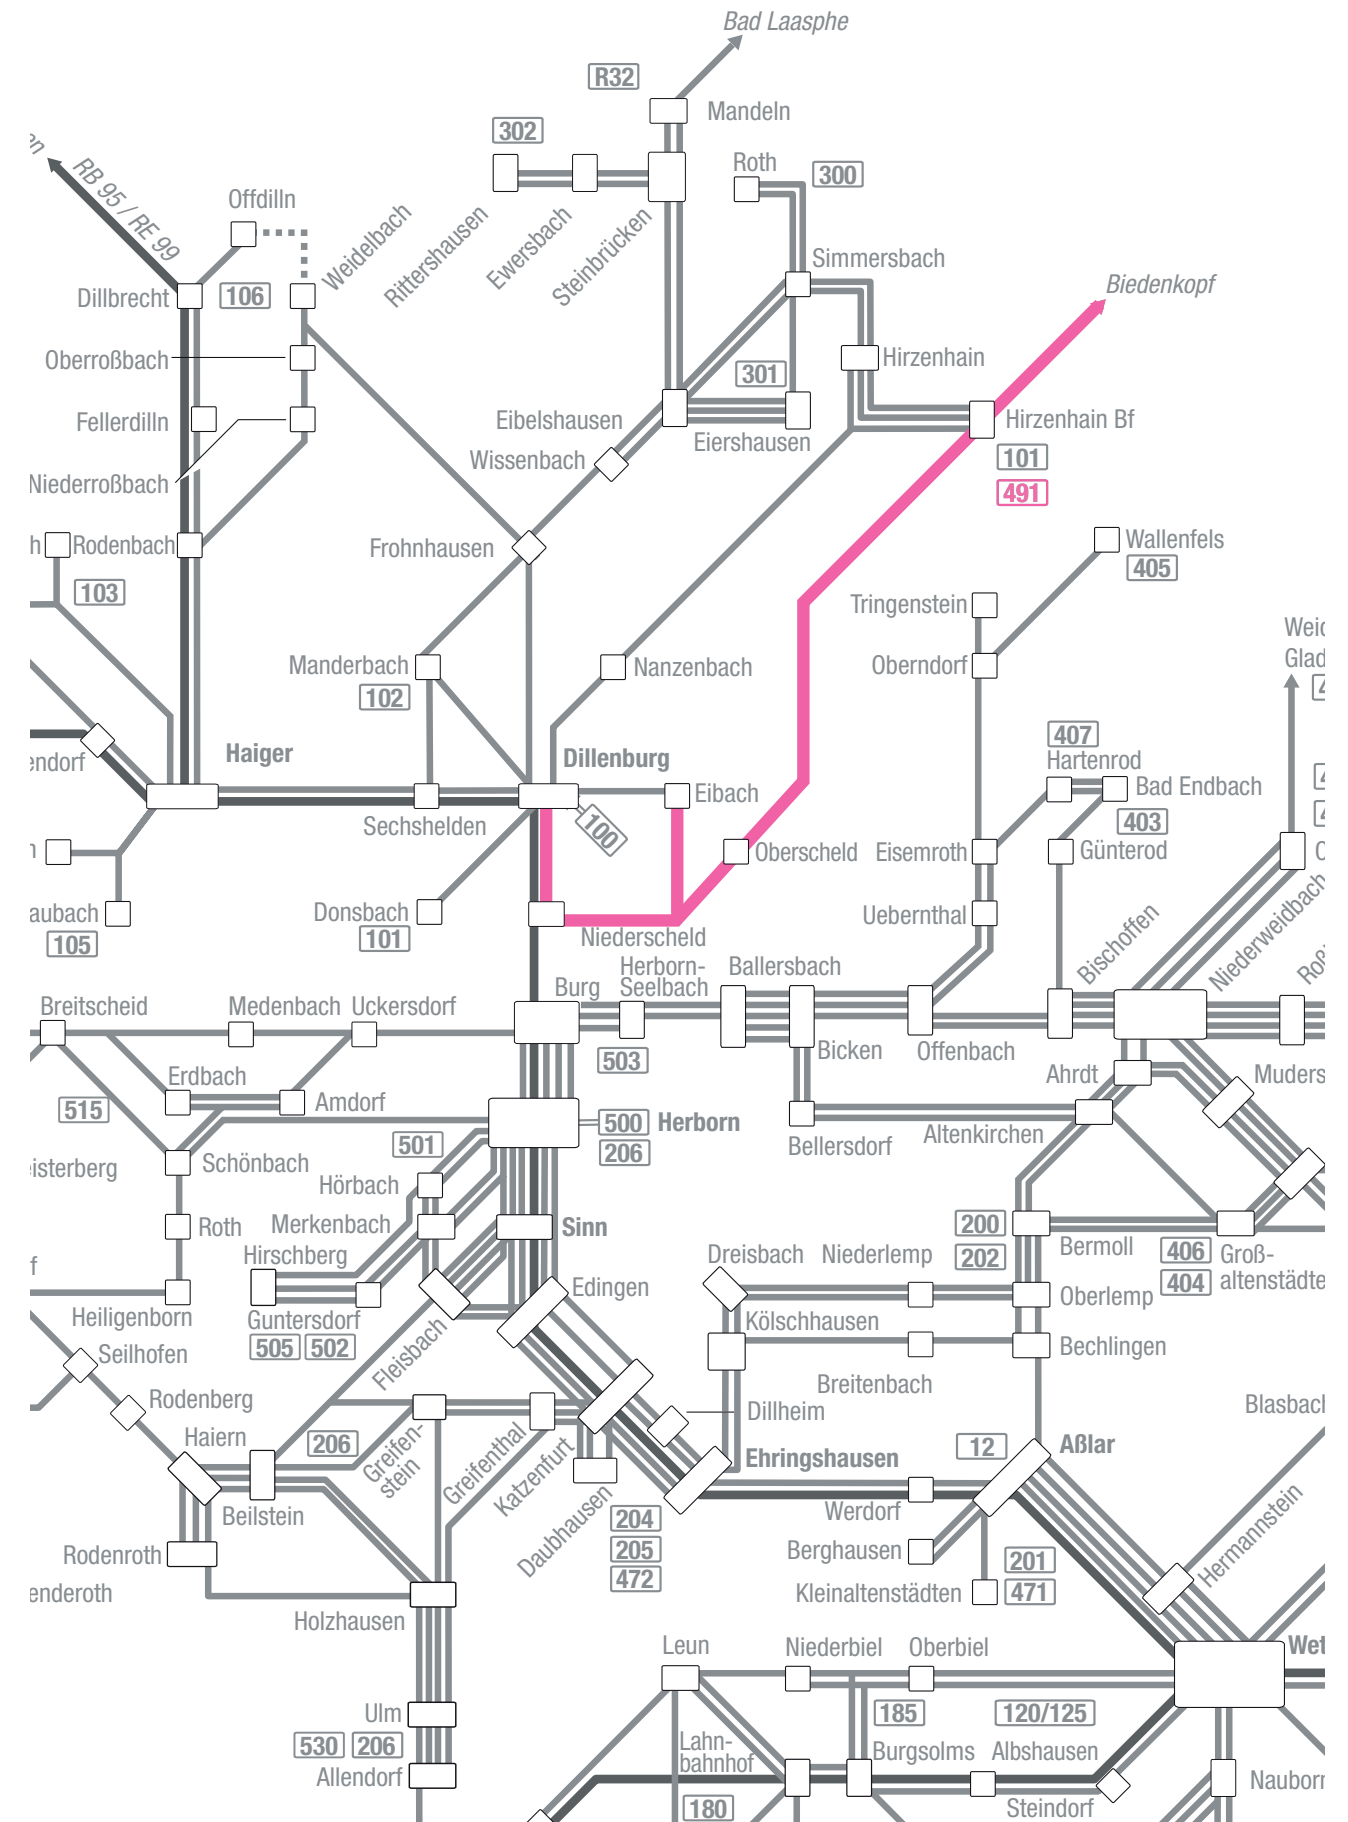 Bad Laasphe
R32
Mandeln
302
Roth
300
RB 95 / RE 99
Offdilln
Weidelbach
Rittershausen
Ewersbach
Steinbrücken
Simmersbach
Biedenkopf
Dillbrecht
106
Oberroßbach
Hirzenhain
301
Fellerdilln
Eibelshausen
Eiershausen
Hirzenhain Bf
101
491
Wissenbach
Niederroßbach
Rodenbach
Frohnhausen
Wallenfels
405
103
Tringenstein
Manderbach
102
Nanzenbach
Oberndorf
Haiger
Dillenburg
407
Hartenrod
Bad Endbach
403
Eibach
100
Sechshelden
Oberscheld
Eisemroth
Günterod
Donsbach
101
Uebernthal
105
Niederscheld
Bischoffen
Niederweidbach
Breitscheid
Medenbach
Uckersdorf
Burg
Herborn-
Seelbach
Ballersbach
503
Bicken
Offenbach
Erdbach
Amdorf
515
Ahrdt
501
500
Herborn
206
Bellersdorf
Altenkirchen
Schönbach
Hörbach
Roth
Merkenbach
Sinn
200
202
Bermoll
406
404
Groß-
Hirschberg
Dreisbach
Niederlemp
Edingen
Oberlemp
Heiligenborn
Guntersdorf
505
502
Kölschhausen
Bechlingen
Seilhofen
Fleisbach
Breitenbach
Rodenberg
Dillheim
Haiern
206
Greifen-
stein
Greifenthal
Katzenfurt
Ehringshausen
12
Aßlar
Beilstein
Daubhausen
204
205
472
Werdorf
Hermannstein
Rodenroth
Berghausen
201
Kleinaltenstädten
471
Holzhausen
Leun
Niederbiel
Oberbiel
Ulm
530
206
185
120/125
Allendorf
Lahn-
bahnhof
Burgsolms
Albshausen
180
Steindorf